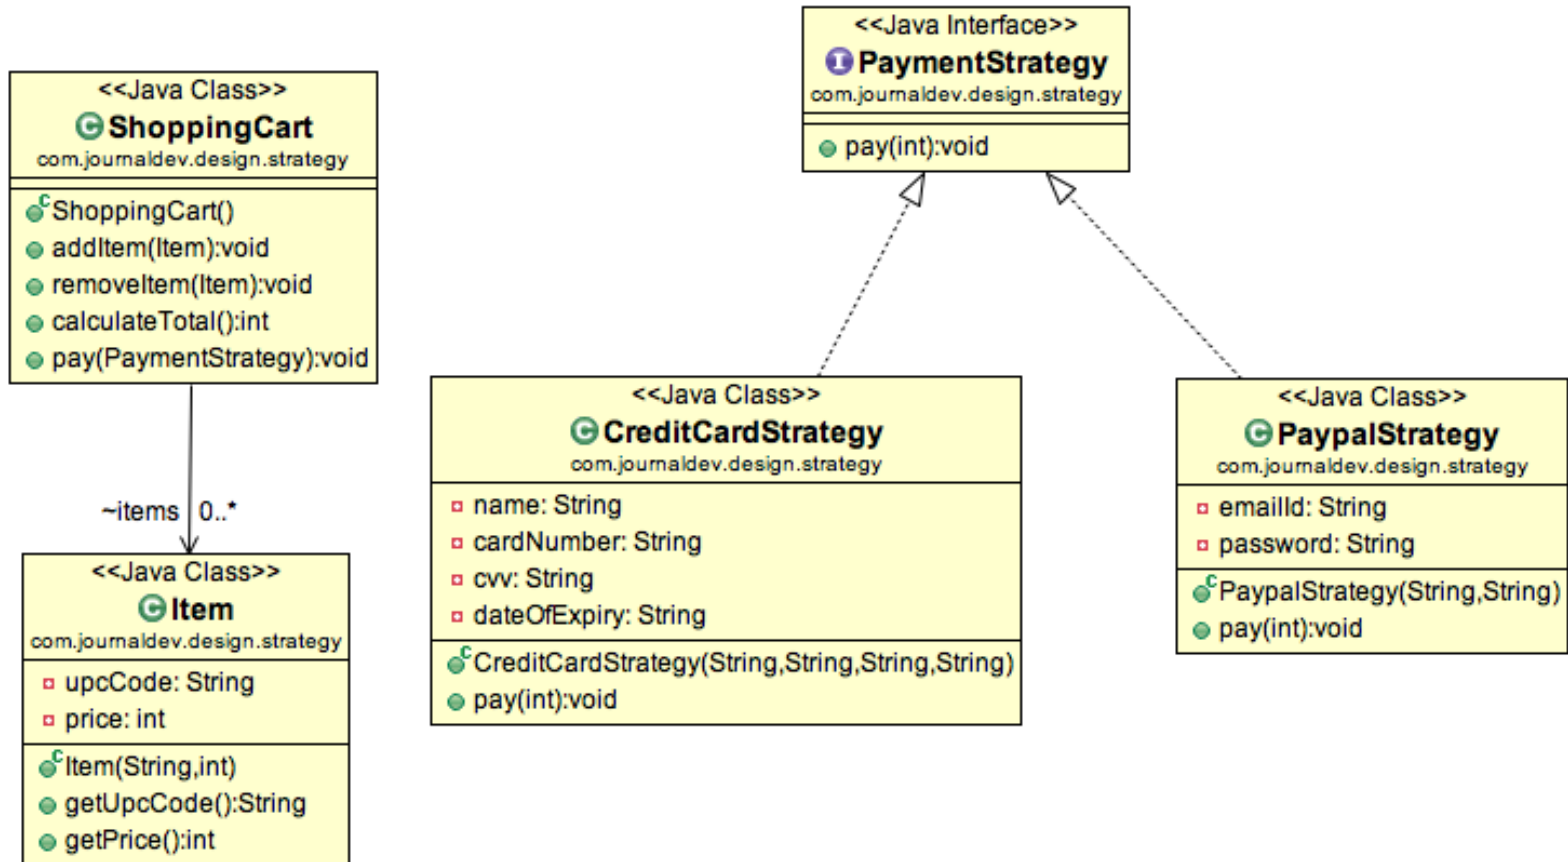 <<Java Class>>
C ShoppingCart
com.journaldev.design.strategy
C ShoppingCart()
addItem(Item):void
removeItem(Item):void
calculateTotal():int
pay(PaymentStrategy):void
~items 0..*
<<Java Class>>
C Item
com.journaldev.design.strategy
upcCode: String
price: int
C Item(String,int)
getUpcCode():String
getPrice():int
<<Java Interface>>
I PaymentStrategy
com.journaldev.design.strategy
pay(int):void
<<Java Class>>
C CreditCardStrategy
com.journaldev.design.strategy
name: String
cardNumber: String
cvv: String
dateOfExpiry: String
C CreditCardStrategy(String,String,String,String)
pay(int):void
<<Java Class>>
C PaypalStrategy
com.journaldev.design.strategy
emailId: String
password: String
C PaypalStrategy(String,String)
pay(int):void